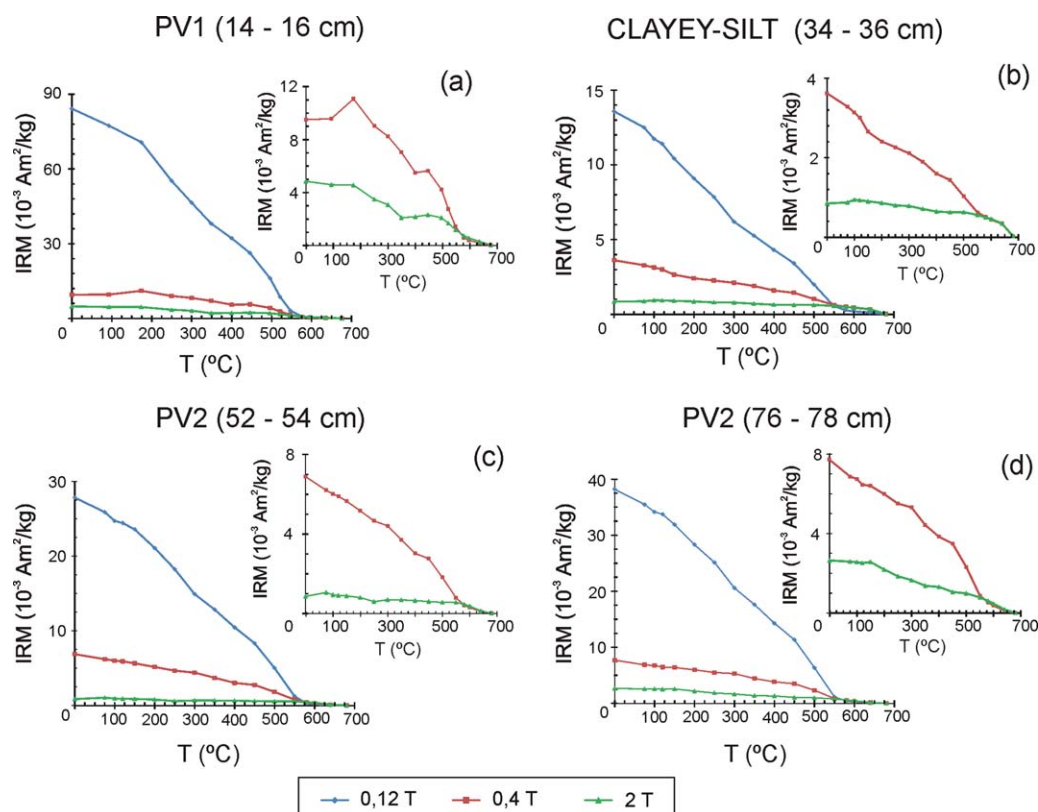 PV1 (14 - 16 cm)
(a)
90
60
30
0
IRM (10⁻³ Am²/kg)
0 100 200 300 400 500 600 700
T (ºC)
12
8
4
0
IRM (10⁻³ Am²/kg)
100 300 500 700
T (ºC)
CLAYEY-SILT (34 - 36 cm)
(b)
15
10
5
0
IRM (10⁻³ Am²/kg)
0 100 200 300 400 500 600 700
T (ºC)
4
2
0
IRM (10⁻³ Am²/kg)
100 300 500 700
T (ºC)
PV2 (52 - 54 cm)
(c)
30
20
10
0
IRM (10⁻³ Am²/kg)
0 100 200 300 400 500 600 700
T (ºC)
8
4
0
IRM (10⁻³ Am²/kg)
100 300 500 700
T (ºC)
PV2 (76 - 78 cm)
(d)
40
30
20
10
0
IRM (10⁻³ Am²/kg)
0 100 200 300 400 500 600 700
T (ºC)
8
4
0
IRM (10⁻³ Am²/kg)
100 300 500 700
T (ºC)
0,12 T 0,4 T 2 T